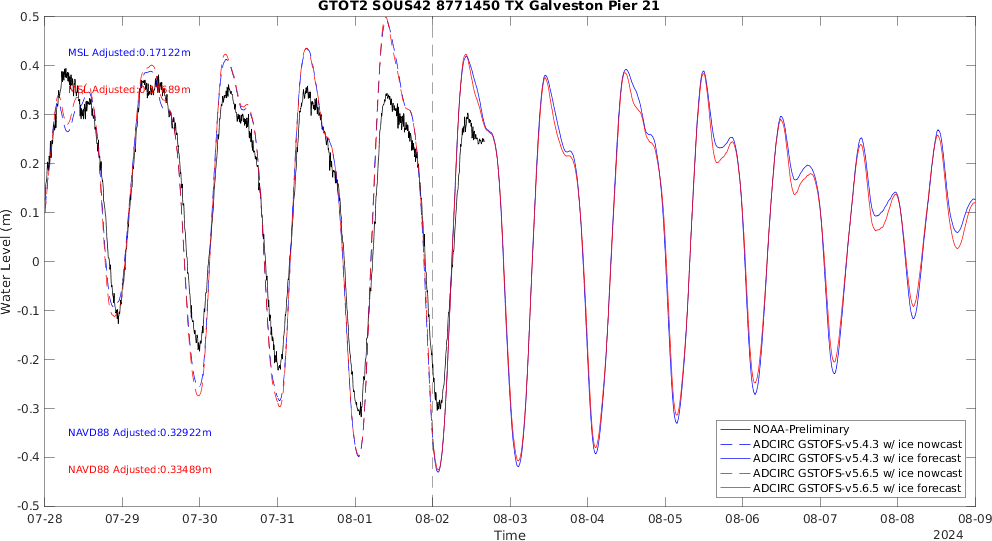 GTOT2 SOUS42 8771450 TX Galveston Pier 21
Water Level (m)
0.5
0.4
0.3
0.2
0.1
0
-0.1
-0.2
-0.3
-0.4
-0.5
MSL Adjusted:0.17122m
MSL Adjusted:
NAVD88 Adjusted:0.32922m
NAVD88 Adjusted:0.33489m
NOAA-Preliminary
ADCIRC GSTOFS-v5.4.3 w/ ice nowcast
ADCIRC GSTOFS-v5.4.3 w/ ice forecast
ADCIRC GSTOFS-v5.6.5 w/ ice nowcast
ADCIRC GSTOFS-v5.6.5 w/ ice forecast
07-28 07-29 07-30 07-31 08-01 08-02 08-03 08-04 08-05 08-06 08-07 08-08 08-09
Time
2024